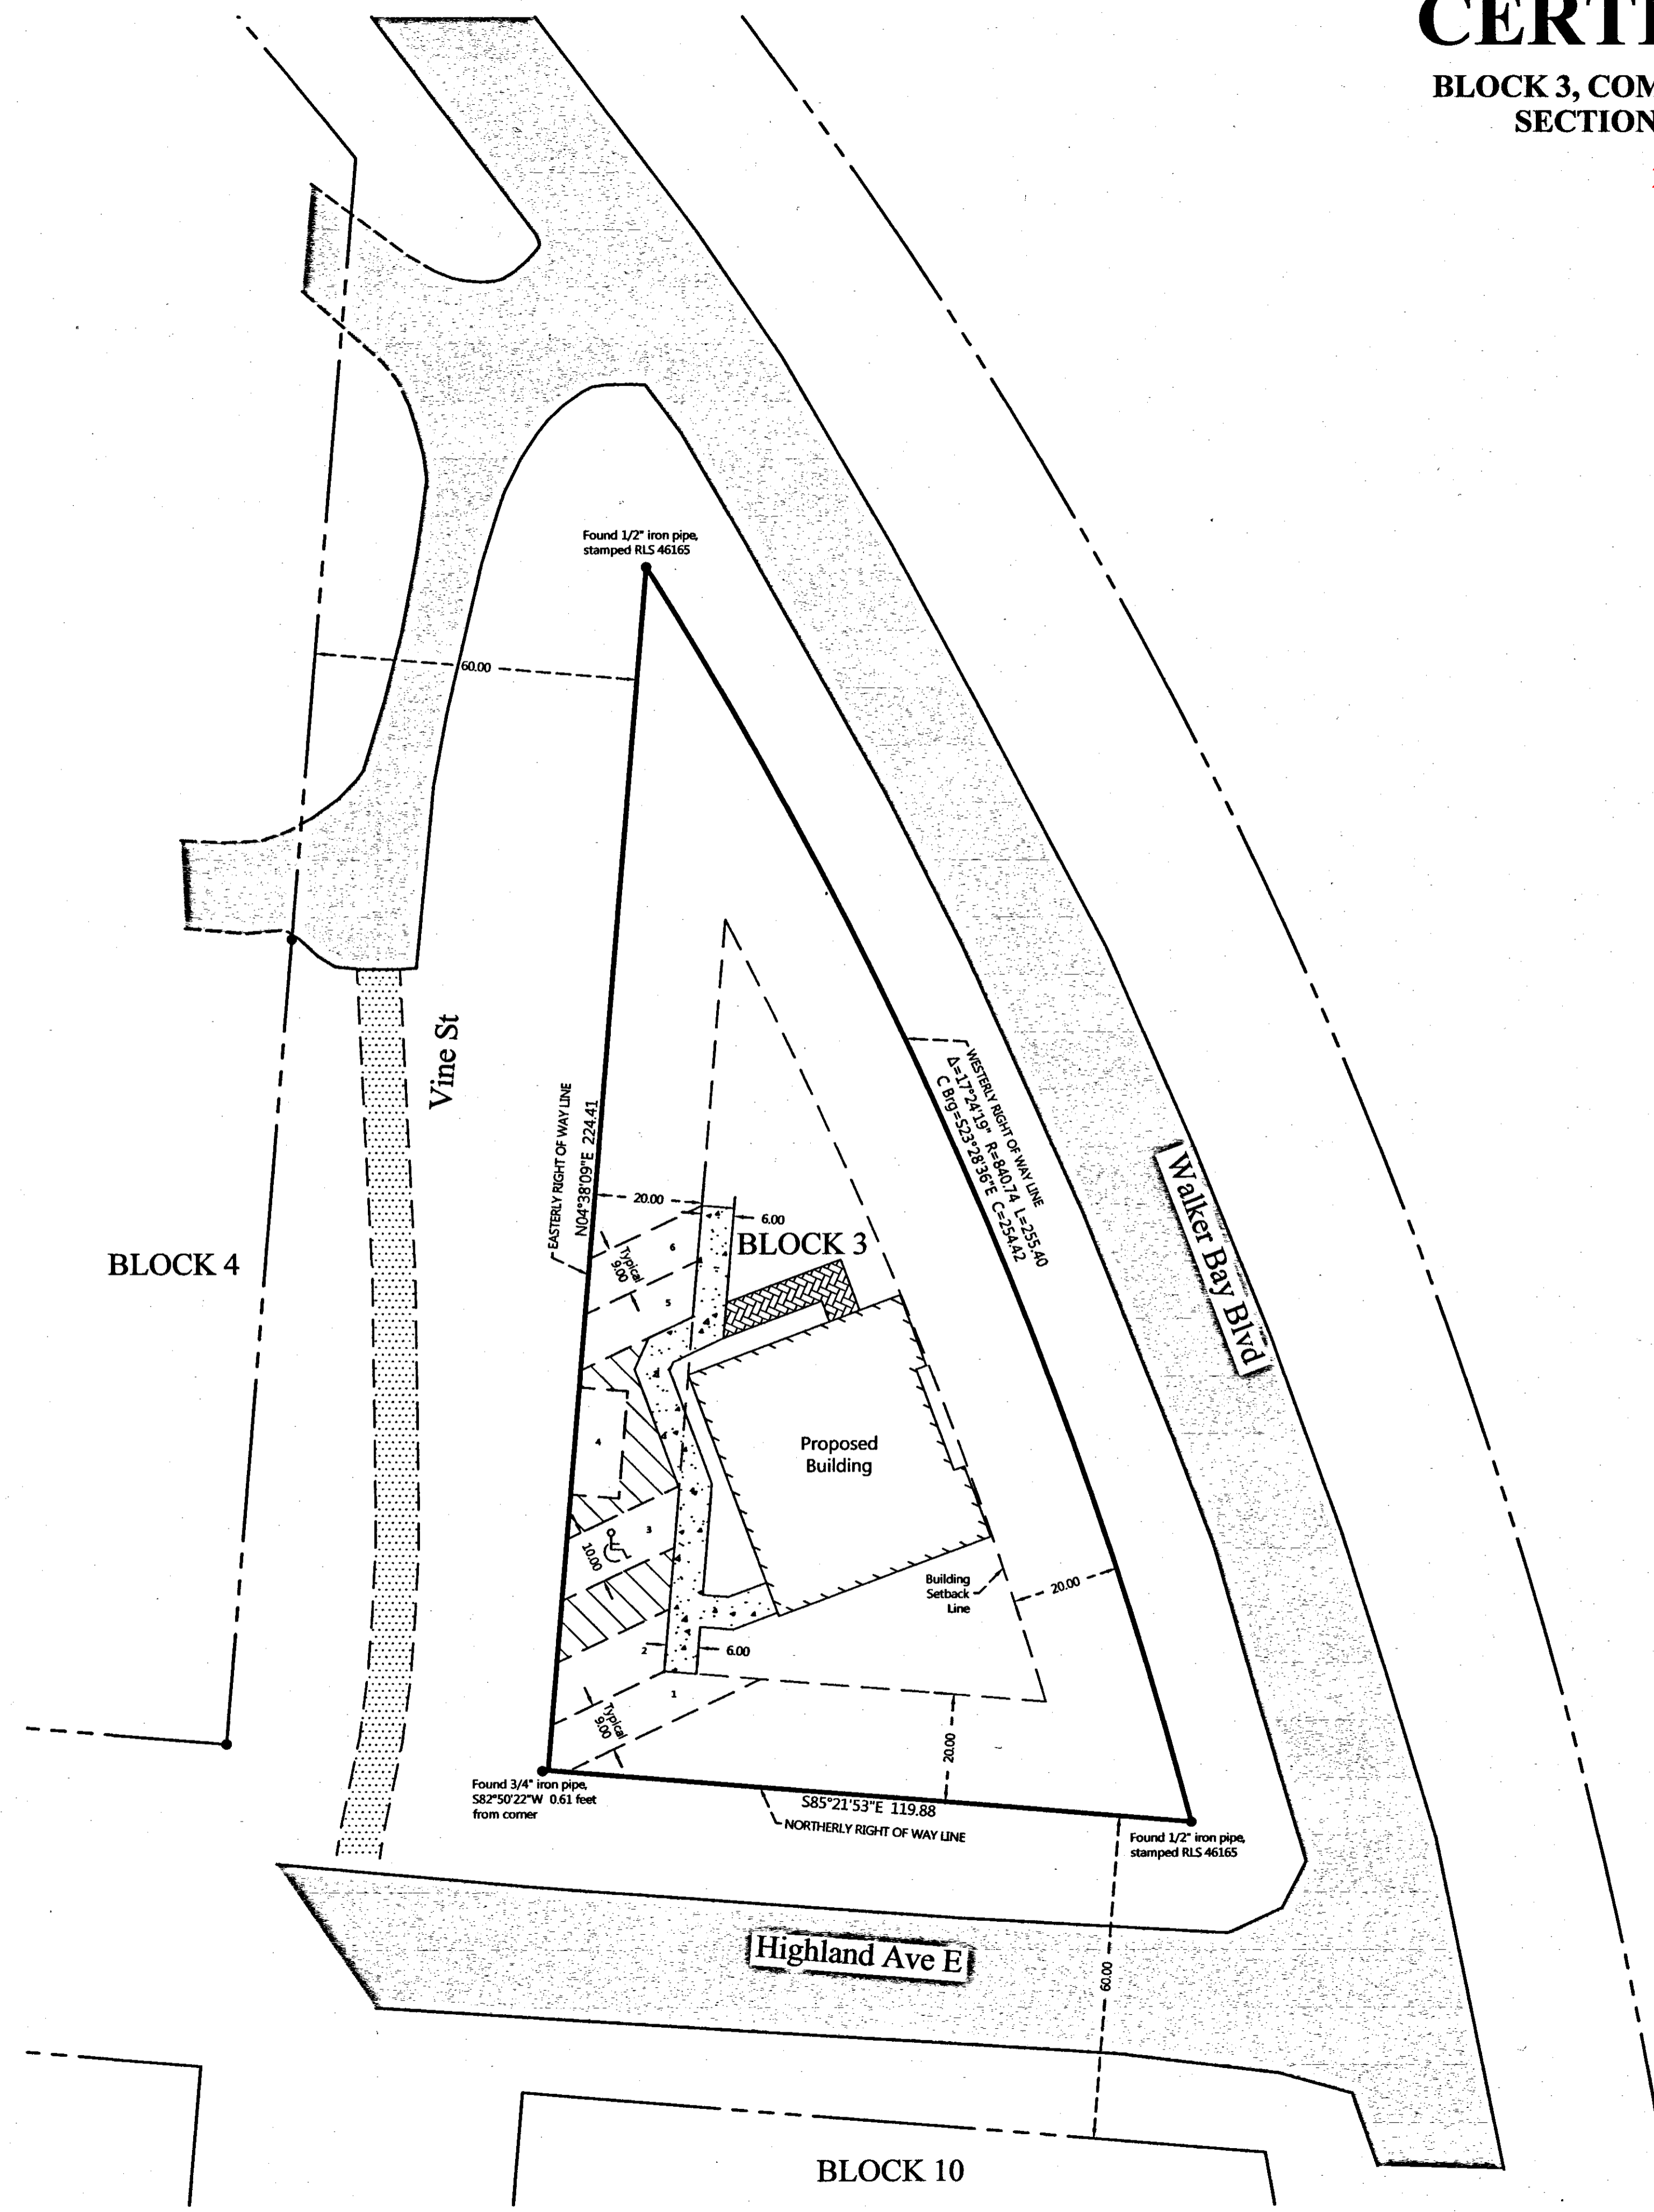 CERTI
BLOCK 3, COM
SECTION
Found 1/2" iron pipe,
stamped RLS 46165
60.00
Vine St
EASTERLY RIGHT OF WAY LINE
N04°38'09"E 224.41
WESTERLY RIGHT OF WAY LINE
Δ=17°24'19" R=840.74 L=255.40
C Brg=S23°28'36"E C=254.42
Walker Bay Blvd
20.00
6.00
BLOCK 3
BLOCK 4
6
Typical
9.00
5
4
Proposed
Building
3
10.00
Building
Setback
Line
20.00
2
6.00
1
Typical
9.00
20.00
Found 3/4" iron pipe,
S82°50'22"W 0.61 feet
from corner
S85°21'53"E 119.88
NORTHERLY RIGHT OF WAY LINE
Found 1/2" iron pipe,
stamped RLS 46165
Highland Ave E
60.00
BLOCK 10